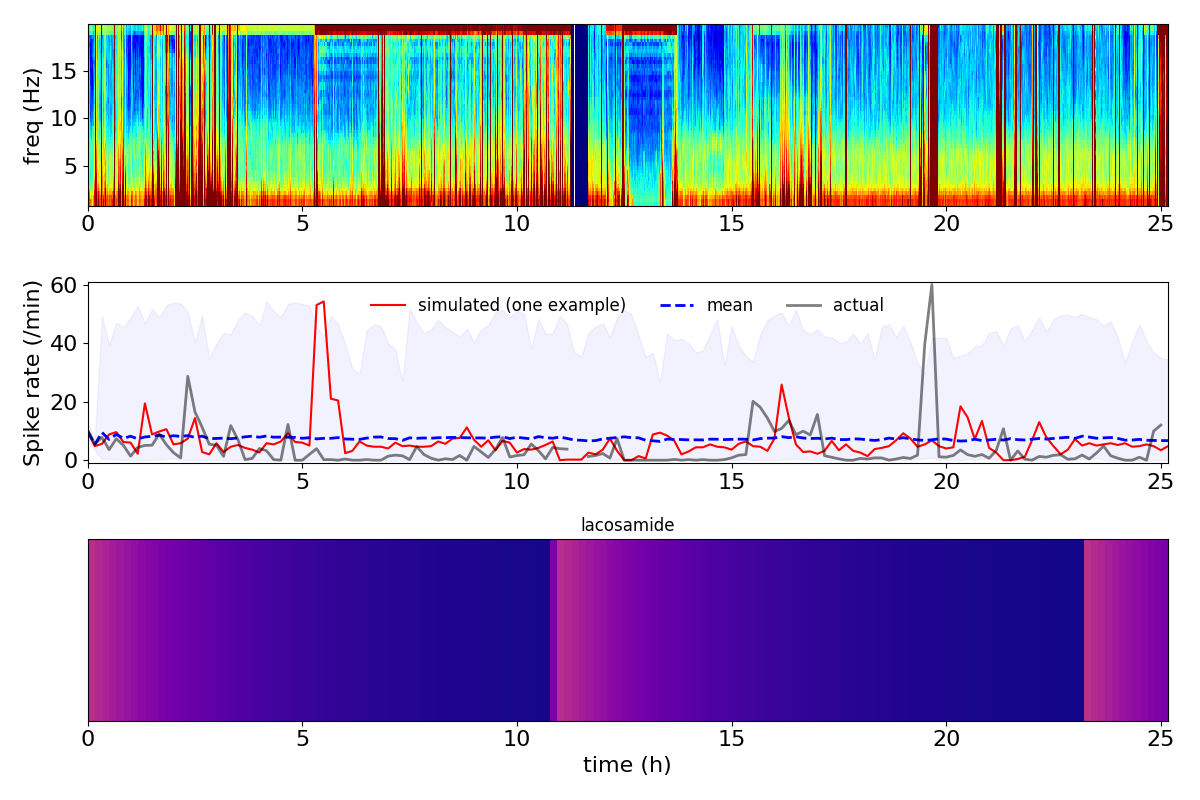 freq (Hz)
15
10
5
0 5 10 15 20 25
Spike rate (/min)
60
40
20
0
simulated (one example) mean actual
0 5 10 15 20 25
lacosamide
0 5 10 15 20 25
time (h)